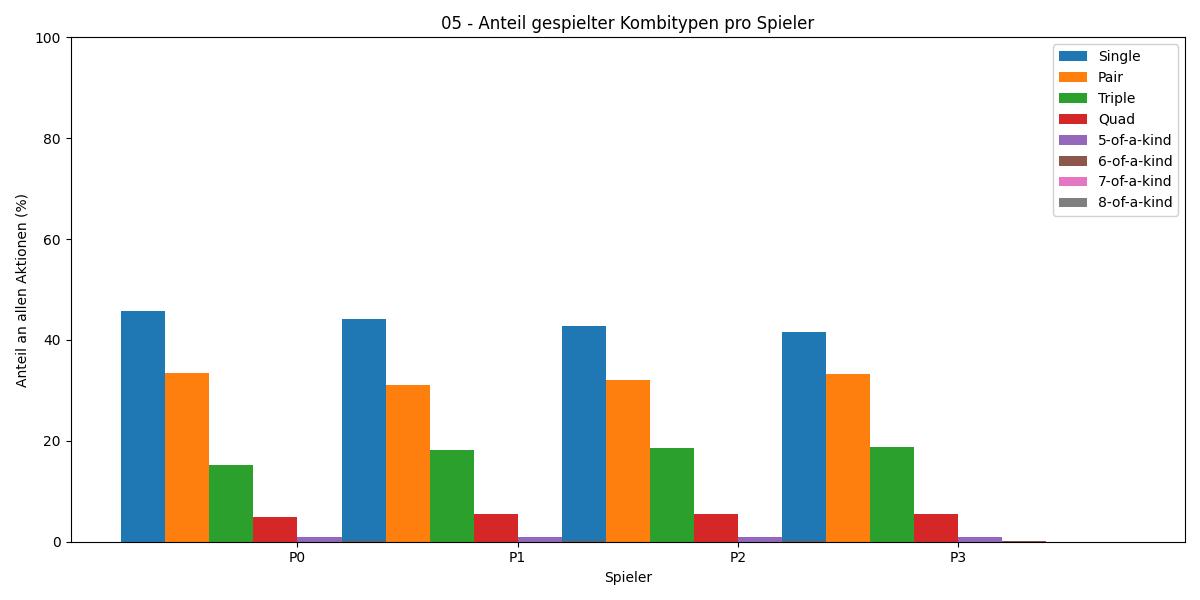 05 - Anteil gespielter Kombitypen pro Spieler
100
80
60
40
20
0
Anteil an allen Aktionen (%)
Single
Pair
Triple
Quad
5-of-a-kind
6-of-a-kind
7-of-a-kind
8-of-a-kind
P0
P1
P2
P3
Spieler